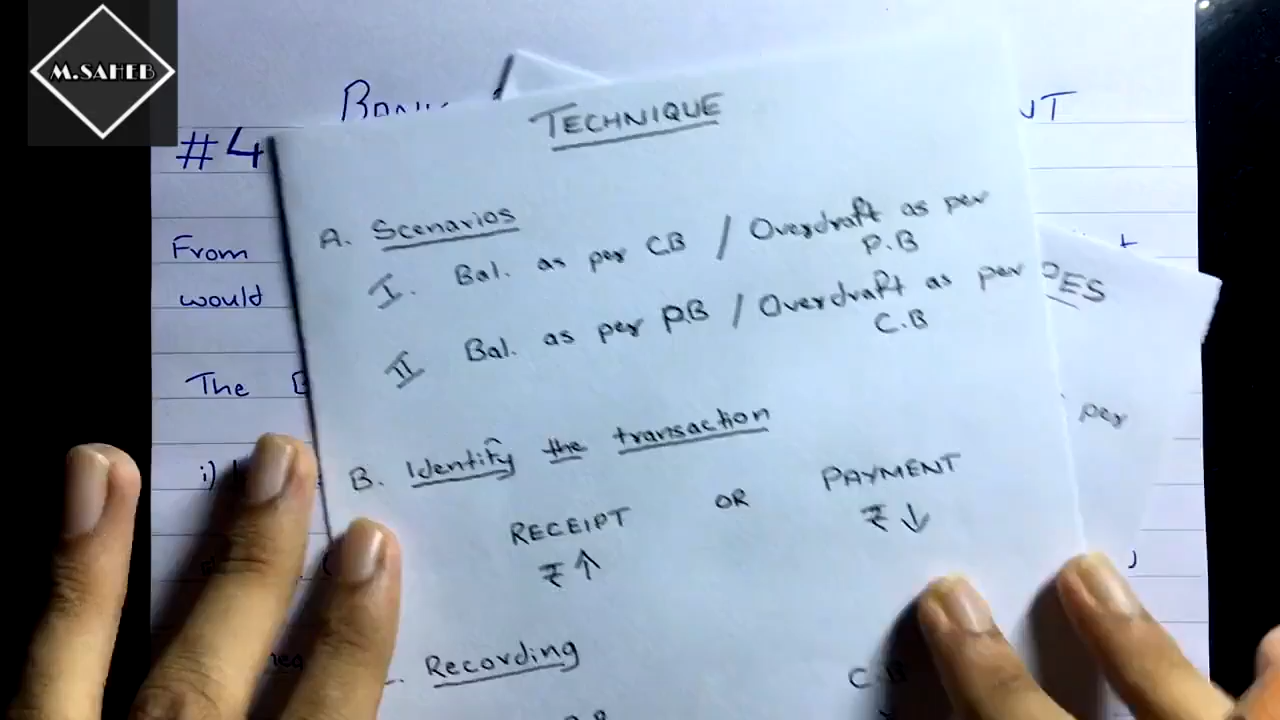 M.SAHEB
#4
TECHNIQUE
From
would
The
i)
A. Scenarios
I. Bal. as per CB / Overdraft as per
P.B
II Bal. as per P.B / Overdraft as per
C.B
B. Identify the transaction
RECEIPT OR PAYMENT
₹↑ ₹↓
Recording
C.B
per